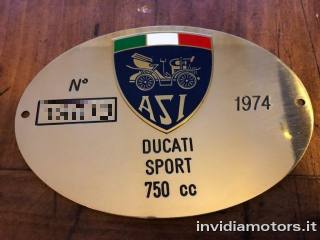 N°
ASI
1974
DUCATI
SPORT
750 cc
invidiamotors.it